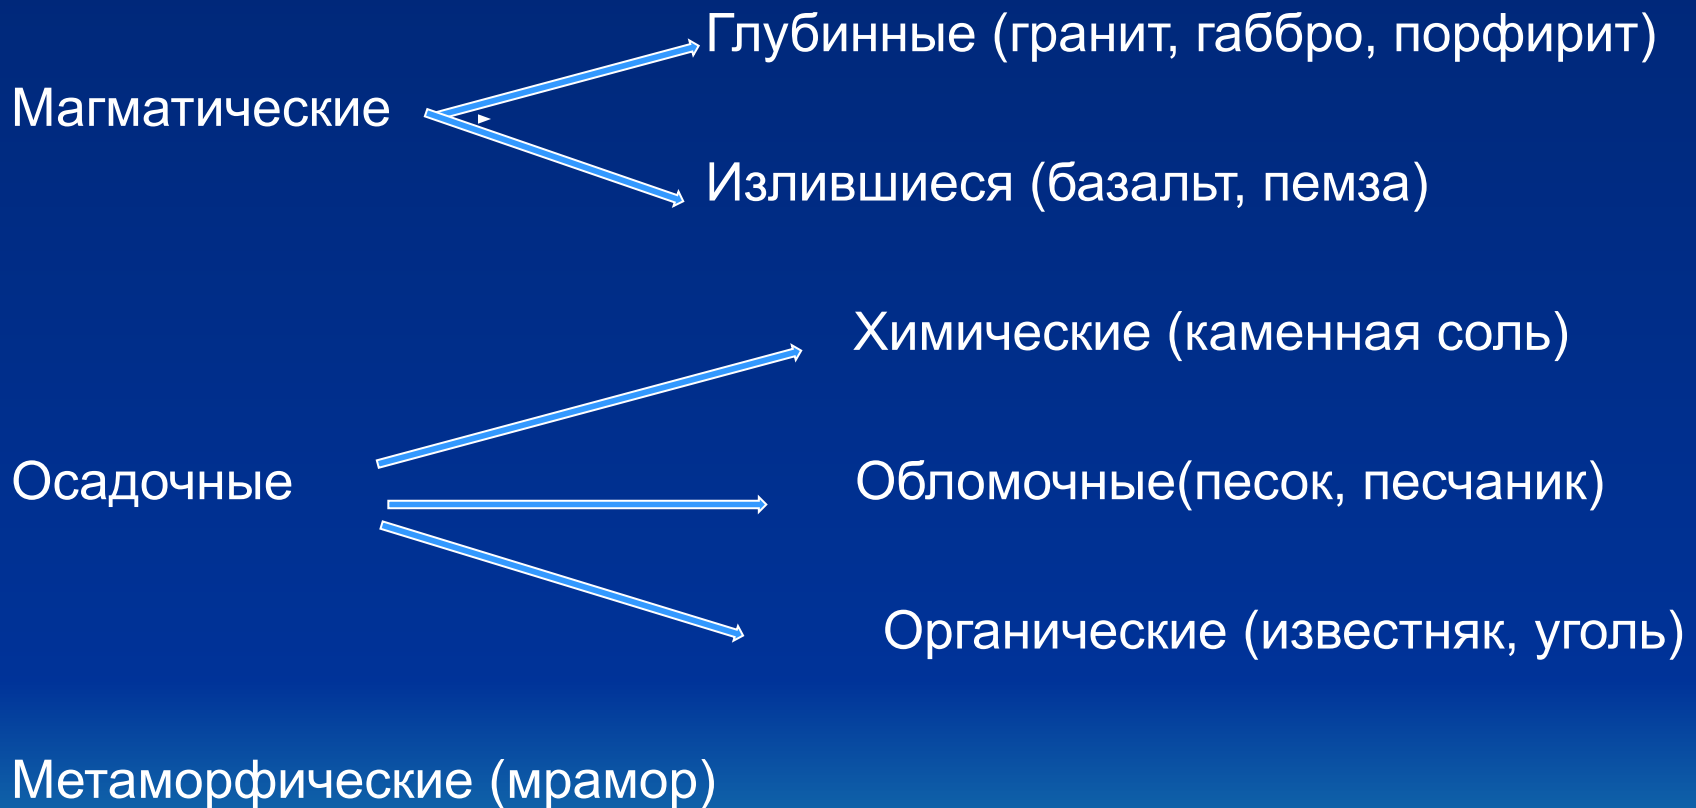 Глубинные (гранит, габбро, порфирит)
Магматические
Излившиеся (базальт, пемза)
Химические (каменная соль)
Осадочные
Обломочные(песок, песчаник)
Органические (известняк, уголь)
Метаморфические (мрамор)